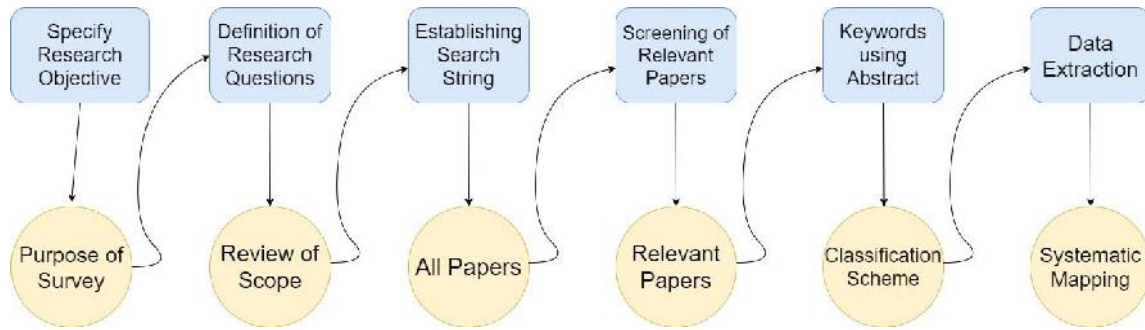 Specify
Research
Objective
Definition of
Research
Questions
Establishing
Search
String
Screening of
Relevant
Papers
Keywords
using
Abstract
Data
Extraction
Purpose of
Survey
Review of
Scope
All Papers
Relevant
Papers
Classification
Scheme
Systematic
Mapping